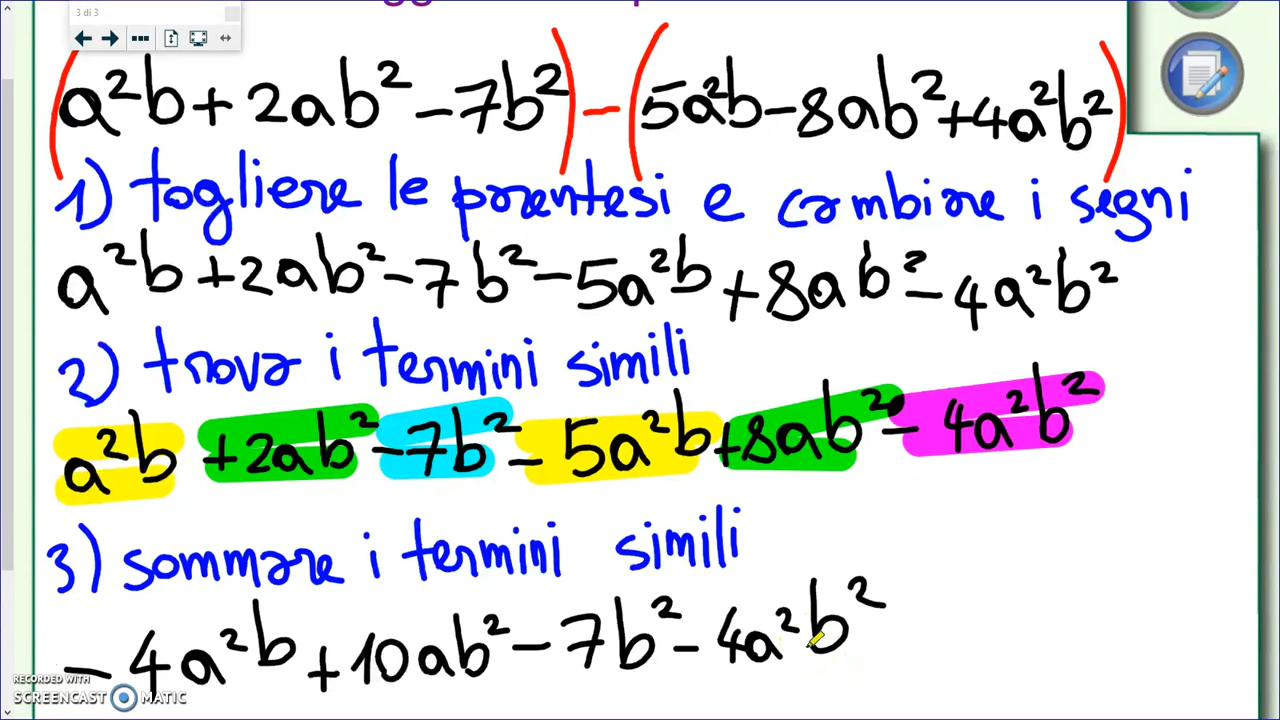 3 di 3
(a²b + 2ab² - 7b²) - (5a²b - 8ab² + 4a²b²)
1) togliere le parentesi e cambiare i segni
a²b + 2ab² - 7b² - 5a²b + 8ab² - 4a²b²
2) trova i termini simili
a²b + 2ab² - 7b² - 5a²b + 8ab² - 4a²b²
3) sommare i termini simili
- 4a²b + 10ab² - 7b² - 4a²b²
RECORDED WITH
SCREENCAST MATIC